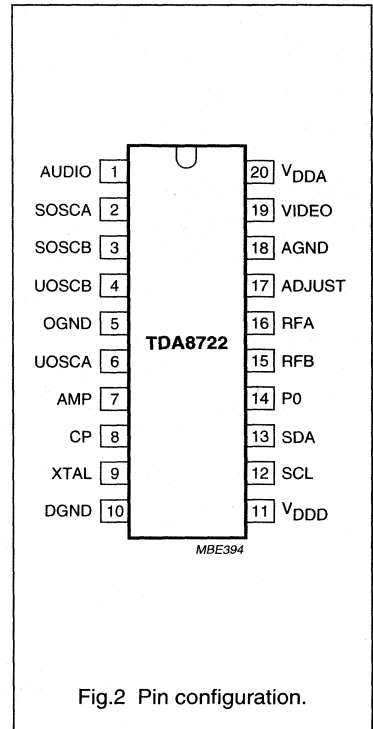 AUDIO 1 20 VDDA
SOSCA 2 19 VIDEO
SOSCB 3 18 AGND
UOSCB 4 17 ADJUST
OGND 5 16 RFA
TDA8722
UOSCA 6 15 RFB
AMP 7 14 P0
CP 8 13 SDA
XTAL 9 12 SCL
DGND 10 11 VDDD
MBE394
Fig.2 Pin configuration.